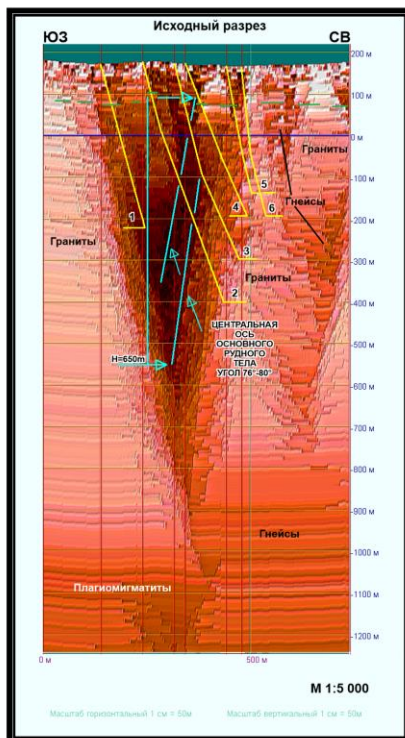 Исходный разрез
ЮЗ
СВ
200 м
100 м
0 м
Граниты
-100 м
5
Гнейсы
4
6
-200 м
1
Граниты
3
Граниты
-300 м
2
-400 м
ЦЕНТРАЛЬНАЯ
ОСЬ
ОСНОВНОГО
РУДНОГО
ТЕЛА
УГОЛ 76°-80°
-500 м
H=650m
-600 м
-700 м
-800 м
-900 м
Гнейсы
-1000 м
Плагиомигматиты
-1100 м
-1200 м
0 м
500 м
М 1:5 000
Масштаб горизонтальный 1 см = 50м
Масштаб вертикальный 1 см = 50м